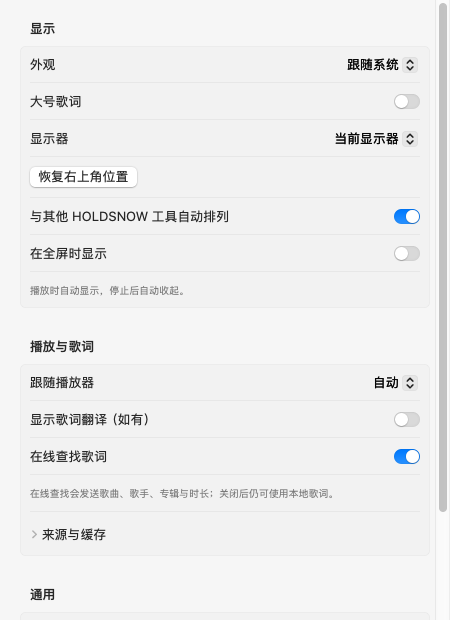 显示
外观 跟随系统
大号歌词
显示器 当前显示器
恢复右上角位置
与其他 HOLDSNOW 工具自动排列
在全屏时显示
播放时自动显示，停止后自动收起。
播放与歌词
跟随播放器 自动
显示歌词翻译（如有）
在线查找歌词
在线查找会发送歌曲、歌手、专辑与时长；关闭后仍可使用本地歌词。
来源与缓存
通用